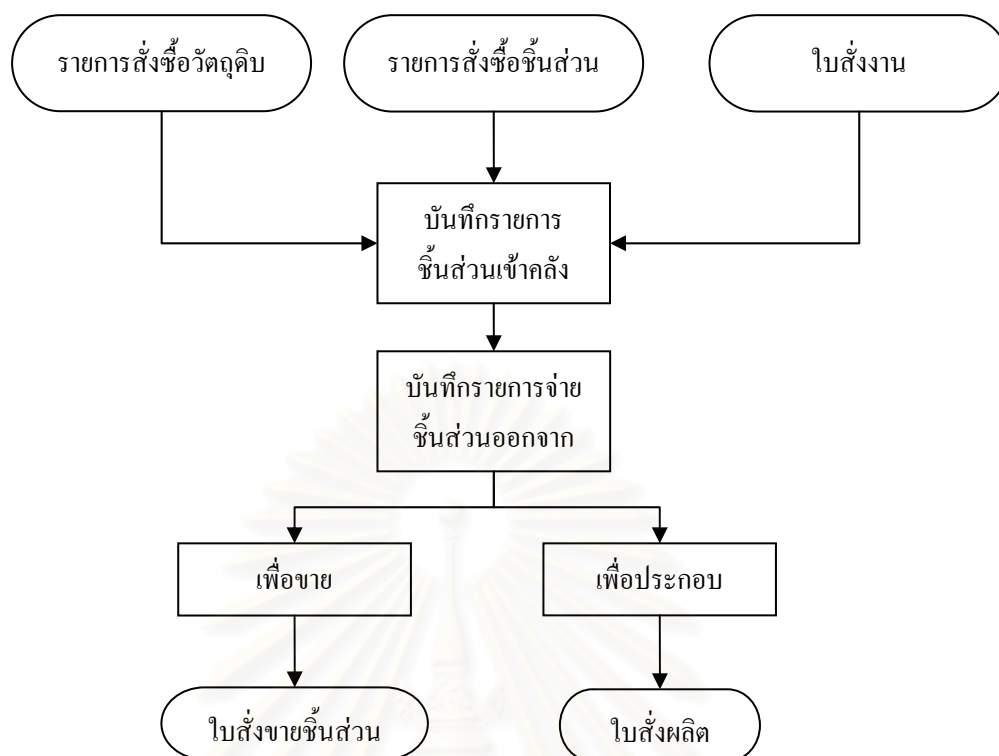 รายการสั่งซื้อวัตถุดิบ
รายการสั่งซื้อชิ้นส่วน
ใบสั่งงาน
บันทึกรายการ
ชิ้นส่วนเข้าคลัง
บันทึกรายการจ่าย
ชิ้นส่วนออกจาก
เพื่อขาย
เพื่อประกอบ
ใบสั่งขายชิ้นส่วน
ใบสั่งผลิต